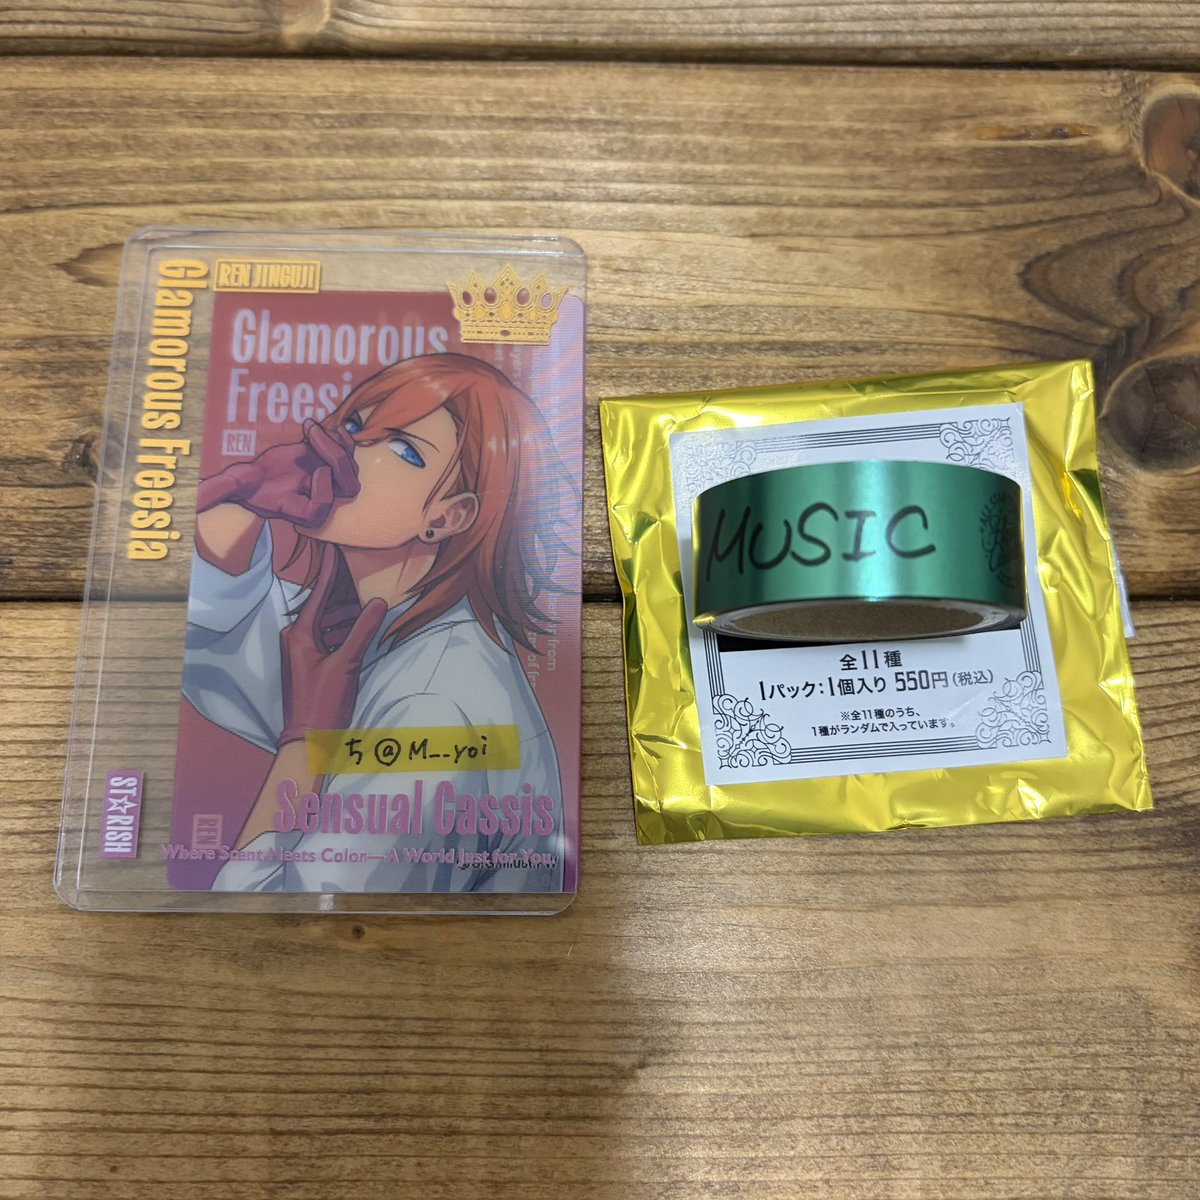 REN JINGUJI
Glamorous Freesia
Glamorous
Freesi
REN
ち@M__yoi
Sensual Cassis
REN
ST☆RISH
Where Scent Meets Color—A World Just for You.
MUSIC
全11種
1パック:1個入り 550円(税込)
※全11種のうち、
1種がランダムで入っています。